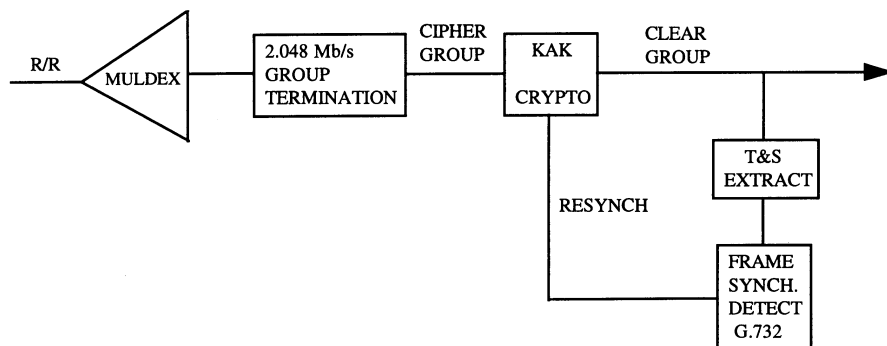 R/R
MULDEX
2.048 Mb/s
GROUP
TERMINATION
CIPHER
GROUP
KAK
CRYPTO
CLEAR
GROUP
T&S
EXTRACT
RESYNCH
FRAME
SYNCH.
DETECT
G.732